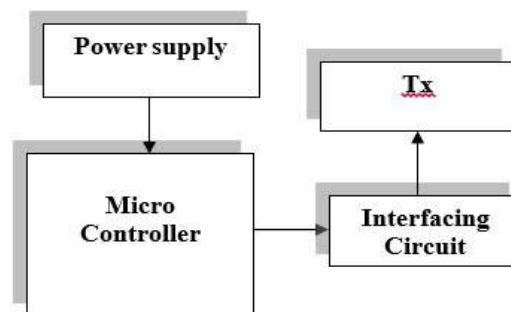 Power supply
Tx
Micro
Controller
Interfacing
Circuit